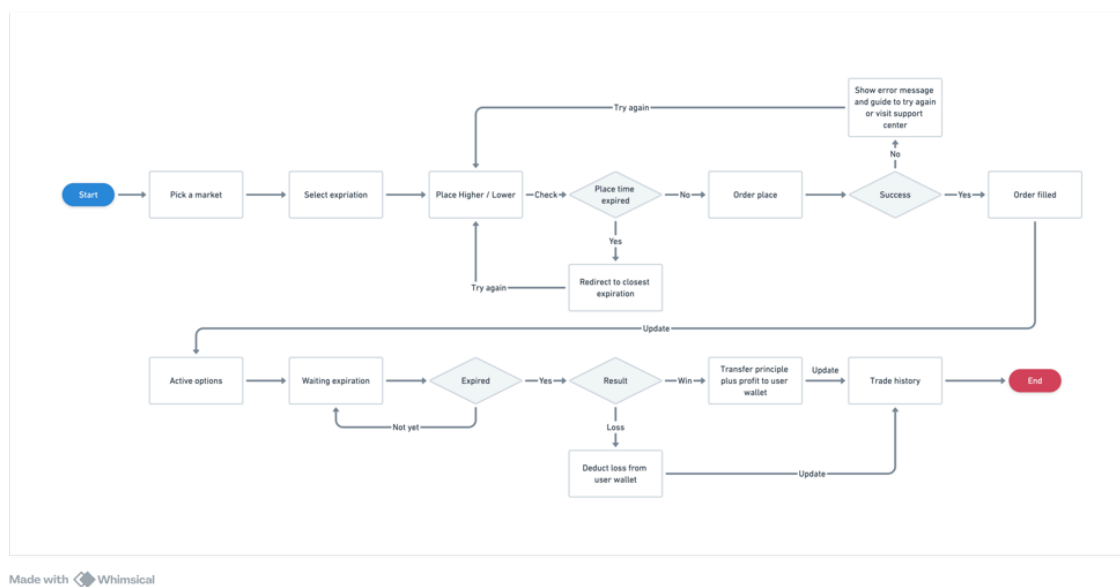 Show error message
and guide to try again
or visit support
center
Try again
No
Start
Pick a market
Select expriation
Place Higher / Lower
Check
Place time
expired
No
Order place
Success
Yes
Order filled
Yes
Redirect to closest
expiration
Try again
Update
Active options
Waiting expiration
Expired
Yes
Result
Win
Transfer principle
plus profit to user
wallet
Update
Trade history
End
Not yet
Loss
Deduct loss from
user wallet
Update
Made with Whimsical